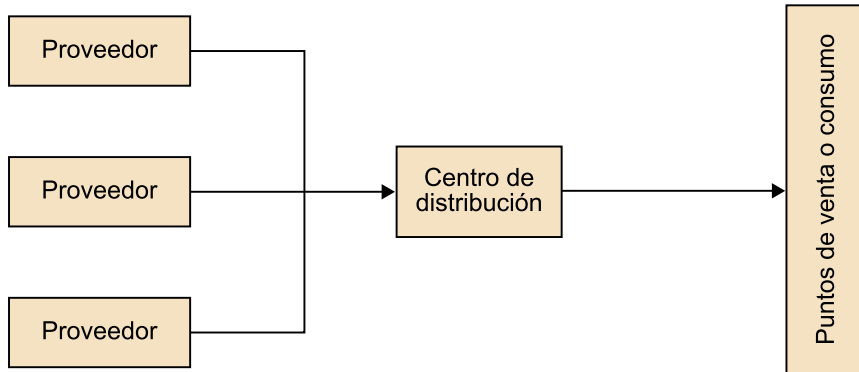 Proveedor
Proveedor
Centro de
distribución
Proveedor
Puntos de venta o consumo